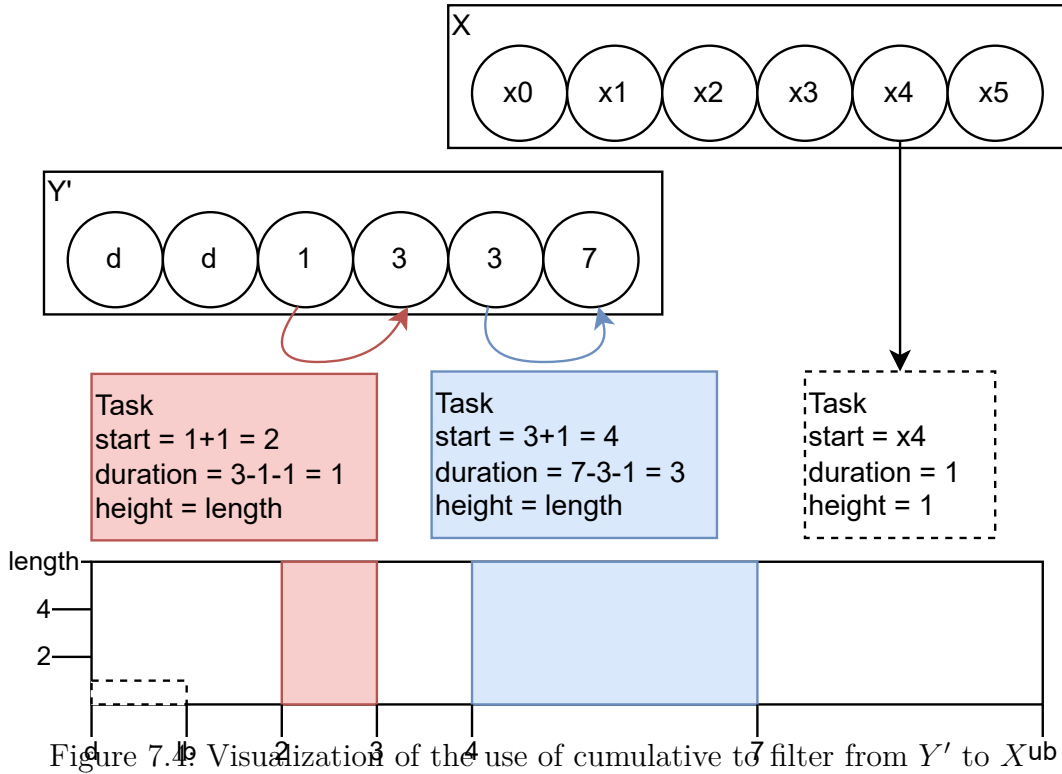 X
x0 x1 x2 x3 x4 x5
Y'
d d 1 3 3 7
Task
start = 1+1 = 2
duration = 3-1-1 = 1
height = length
Task
start = 3+1 = 4
duration = 7-3-1 = 3
height = length
Task
start = x4
duration = 1
height = 1
length
4
2
d lb 2 3 4 7 ub
Figure 7.4: Visualization of the use of cumulative to filter from Y′ to X